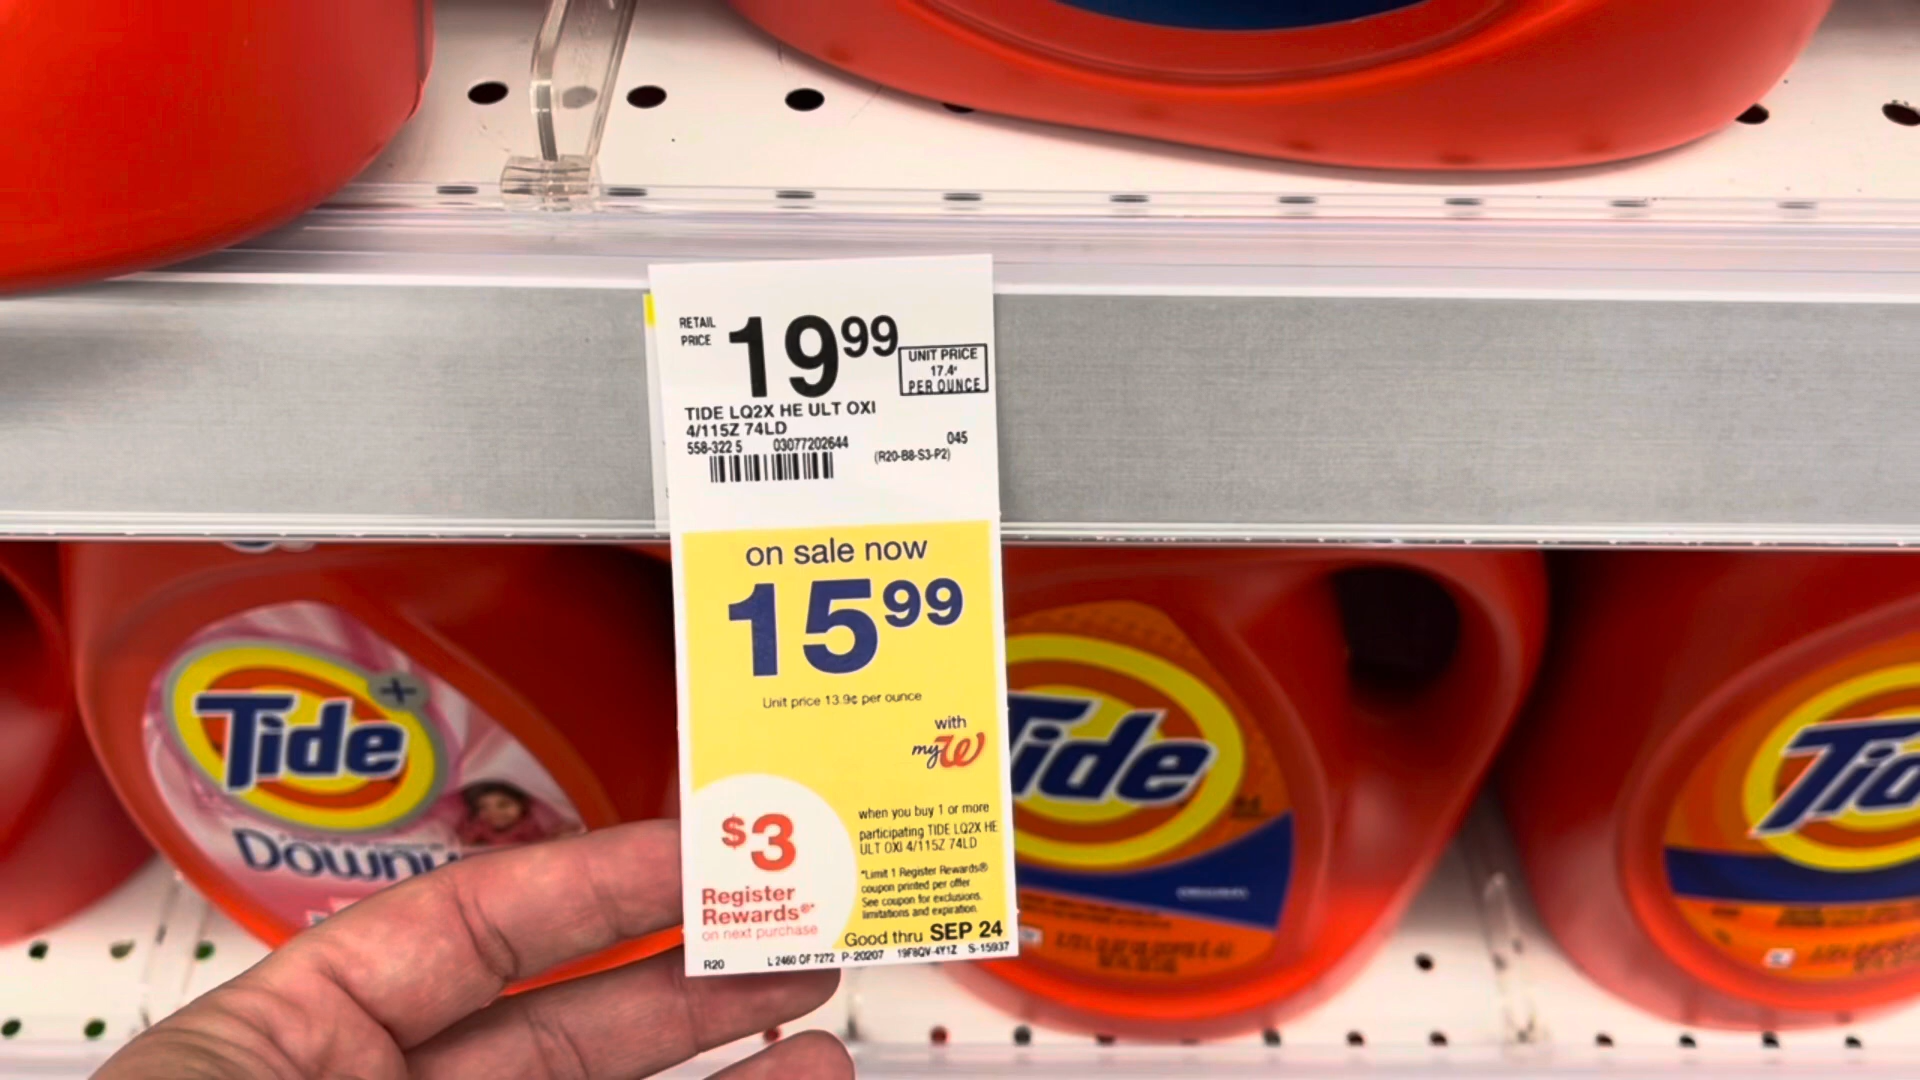 RETAIL
PRICE
19 99
UNIT PRICE
17.4¢
PER OUNCE
TIDE LQ2X HE ULT OXI
4/115Z 74LD
558-322 5 03077202644 045
(R20-B8-S3-P2)
on sale now
15 99
Unit price 13.9¢ per ounce
with
myW
$3
Register
Rewards®*
on next purchase
when you buy 1 or more
participating TIDE LQ2X HE
ULT OXI 4/115Z 74LD
*Limit 1 Register Rewards®
coupon printed per offer
See coupon for exclusions,
limitations and expiration.
Good thru SEP 24
R20 L 2460 OF 7272 P-20207 19F8QV-4Y1Z S-15937
Tide +
Downy
Tide
ORIGINAL
Tide